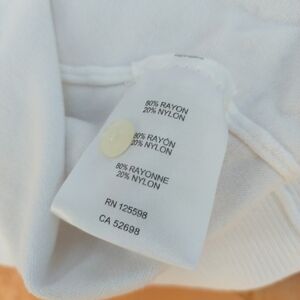 80% RAYON
20% NYLON
80% RAYÓN
20% NYLON
80% RAYONNE
20% NYLON
RN 125598
CA 52698